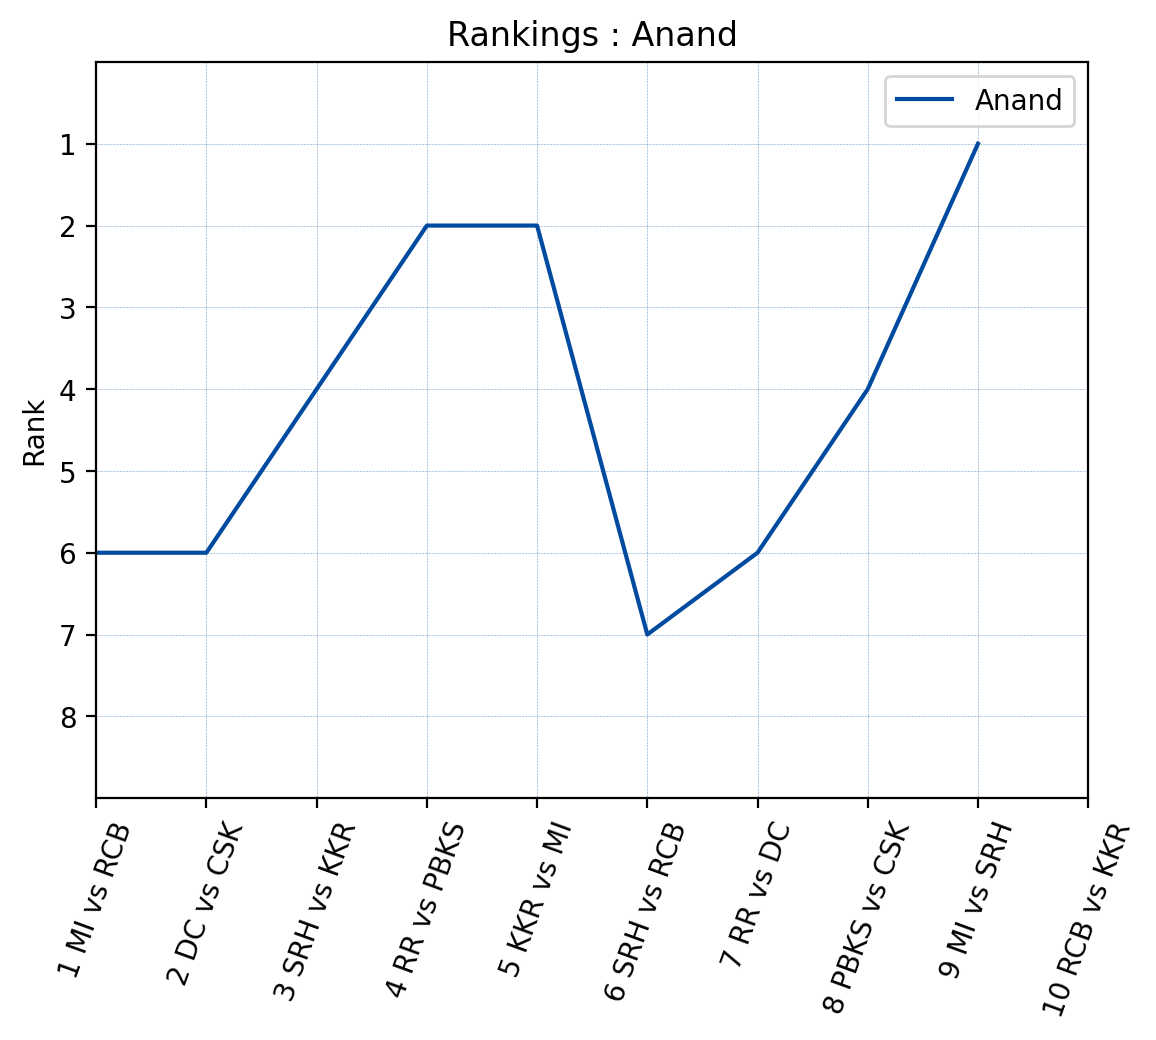 Rankings : Anand
Anand
Rank
1
2
3
4
5
6
7
8
1 MI vs RCB
2 DC vs CSK
3 SRH vs KKR
4 RR vs PBKS
5 KKR vs MI
6 SRH vs RCB
7 RR vs DC
8 PBKS vs CSK
9 MI vs SRH
10 RCB vs KKR